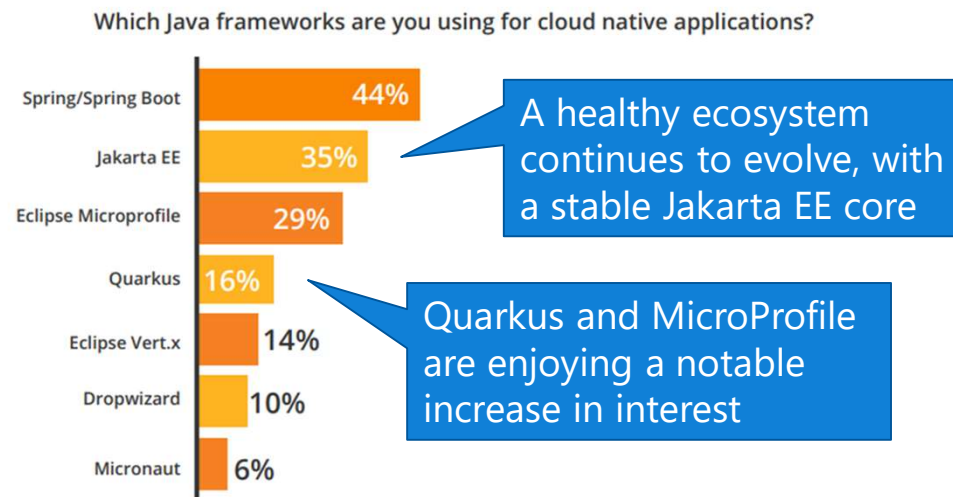 Which Java frameworks are you using for cloud native applications?
Spring/Spring Boot
44%
Jakarta EE
35%
Eclipse Microprofile
29%
Quarkus
16%
Eclipse Vert.x
14%
Dropwizard
10%
Micronaut
6%
A healthy ecosystem
continues to evolve, with
a stable Jakarta EE core
Quarkus and MicroProfile
are enjoying a notable
increase in interest